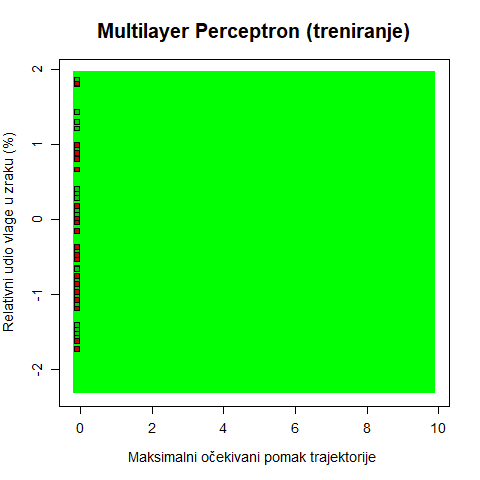 Multilayer Perceptron (treniranje)
Relativni udio vlage u zraku (%)
2
1
0
-1
-2
0 2 4 6 8 10
Maksimalni očekivani pomak trajektorije